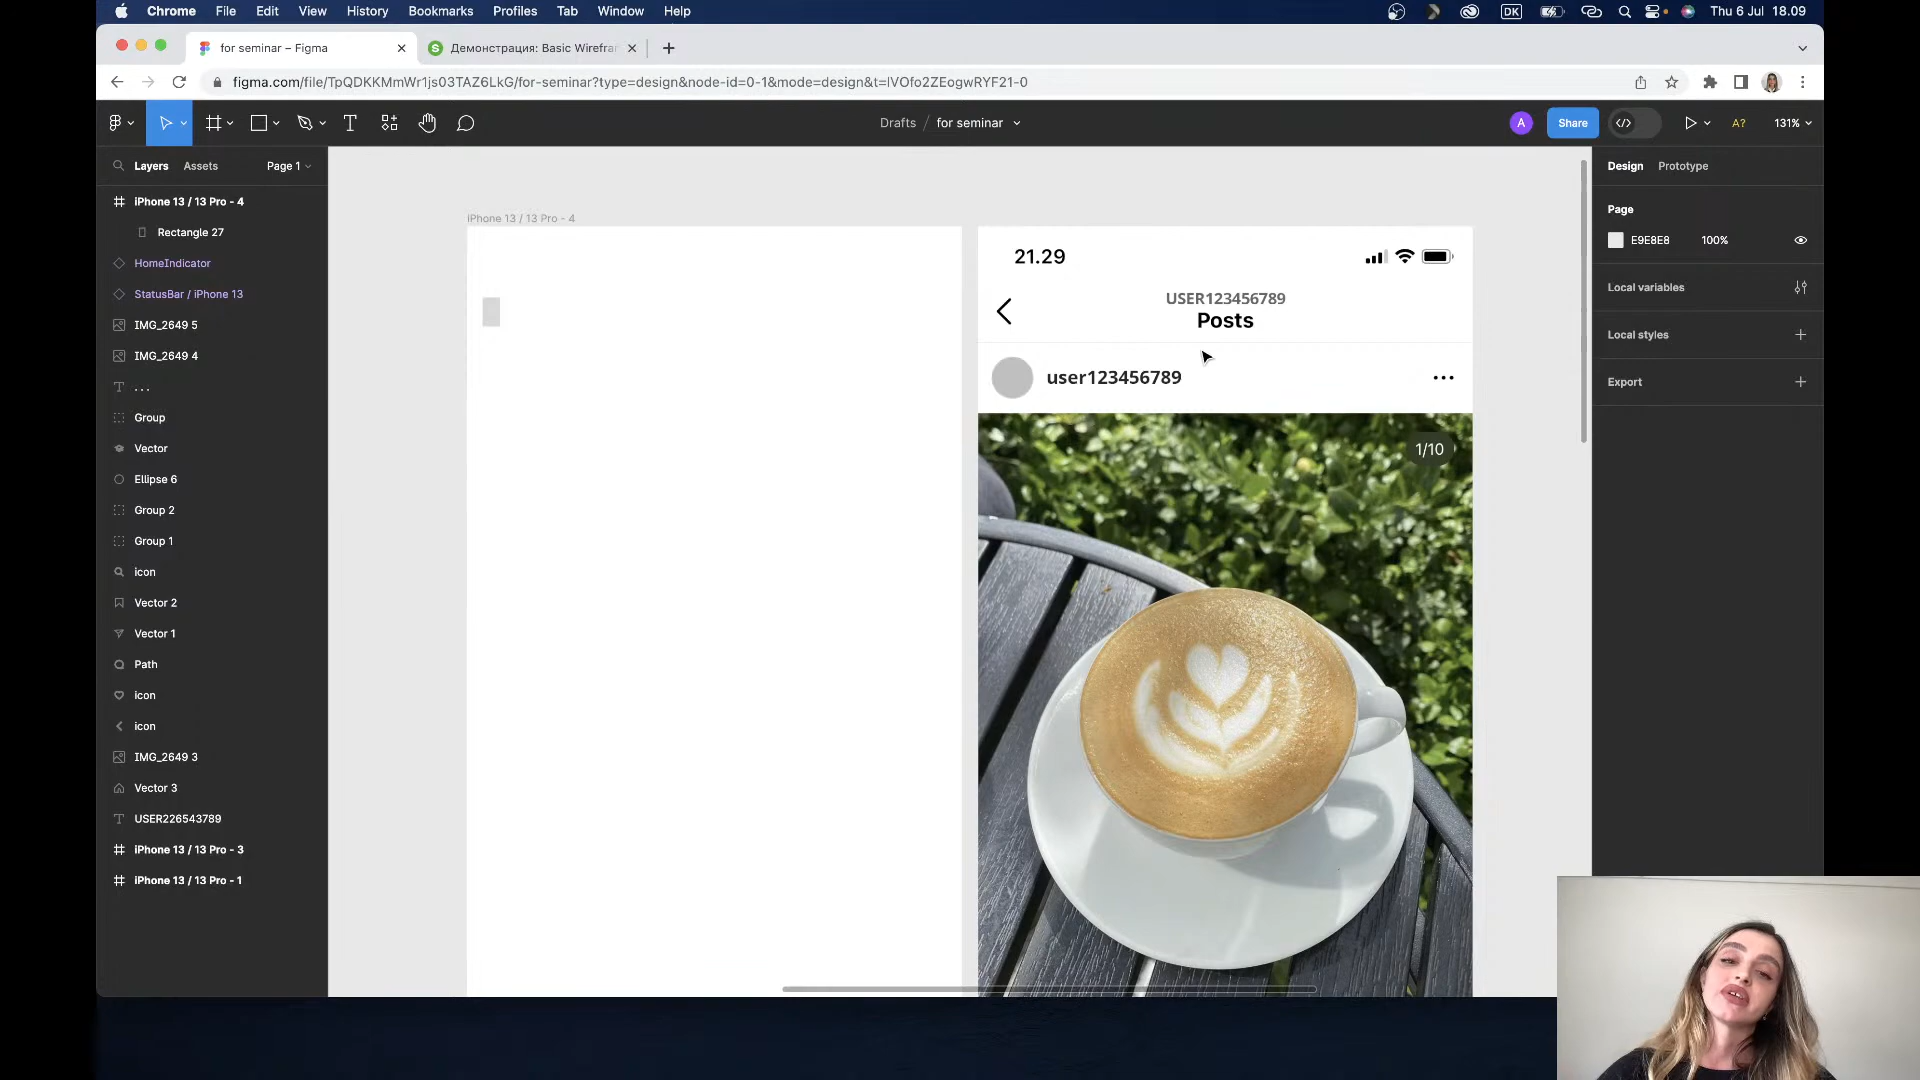 Chrome File Edit View History Bookmarks Profiles Tab Window Help DK Thu 6 Jul 18.09
for seminar – Figma Демонстрация: Basic Wirefra
figma.com/file/TpQDKKMmWr1js03TAZ6LkG/for-seminar?type=design&node-id=0-1&mode=design&t=lVOfo2ZEogwRYF21-0
Drafts / for seminar A Share A? 131%
Layers Assets Page 1
iPhone 13 / 13 Pro - 4
Rectangle 27
HomeIndicator
StatusBar / iPhone 13
IMG_2649 5
IMG_2649 4
...
Group
Vector
Ellipse 6
Group 2
Group 1
icon
Vector 2
Vector 1
Path
icon
icon
IMG_2649 3
Vector 3
USER226543789
iPhone 13 / 13 Pro - 3
iPhone 13 / 13 Pro - 1
iPhone 13 / 13 Pro - 4
21.29
USER123456789
Posts
user123456789
1/10
Design Prototype
Page
E9E8E8 100%
Local variables
Local styles
Export